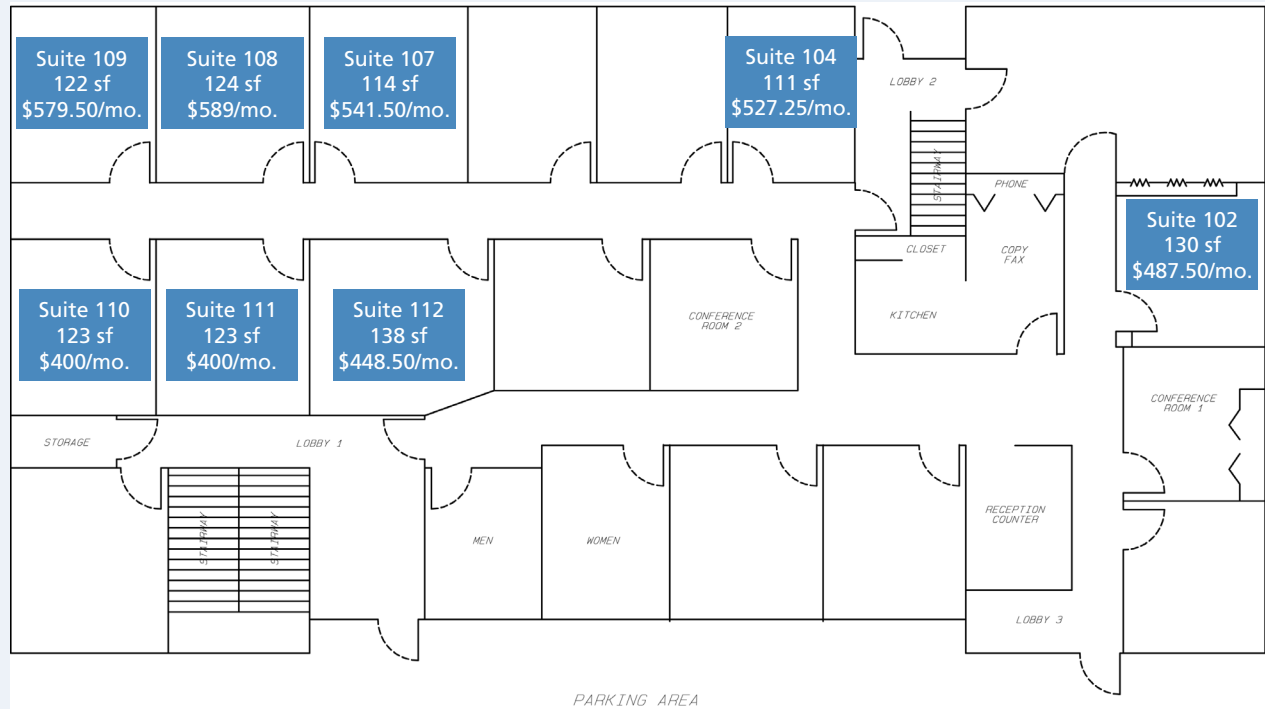 Suite 109
122 sf
$579.50/mo.
Suite 108
124 sf
$589/mo.
Suite 107
114 sf
$541.50/mo.
Suite 104
111 sf
$527.25/mo.
LOBBY 2
STAIRWAY
PHONE
CLOSET
COPY
FAX
KITCHEN
Suite 102
130 sf
$487.50/mo.
Suite 110
123 sf
$400/mo.
Suite 111
123 sf
$400/mo.
Suite 112
138 sf
$448.50/mo.
CONFERENCE
ROOM 2
CONFERENCE
ROOM 1
STORAGE
LOBBY 1
STAIRWAY
STAIRWAY
MEN
WOMEN
RECEPTION
COUNTER
LOBBY 3
PARKING AREA